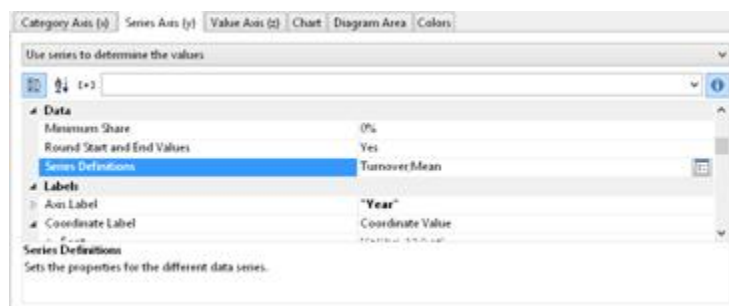 Category Axis (x) Series Axis (y) Value Axis (z) Chart Diagram Area Colors
Use series to determine the values
Data
Minimum Share 0%
Round Start and End Values Yes
Series Definitions Turnover;Mean
Labels
Axis Label "Year"
Coordinate Label Coordinate Value
Series Definitions
Sets the properties for the different data series.